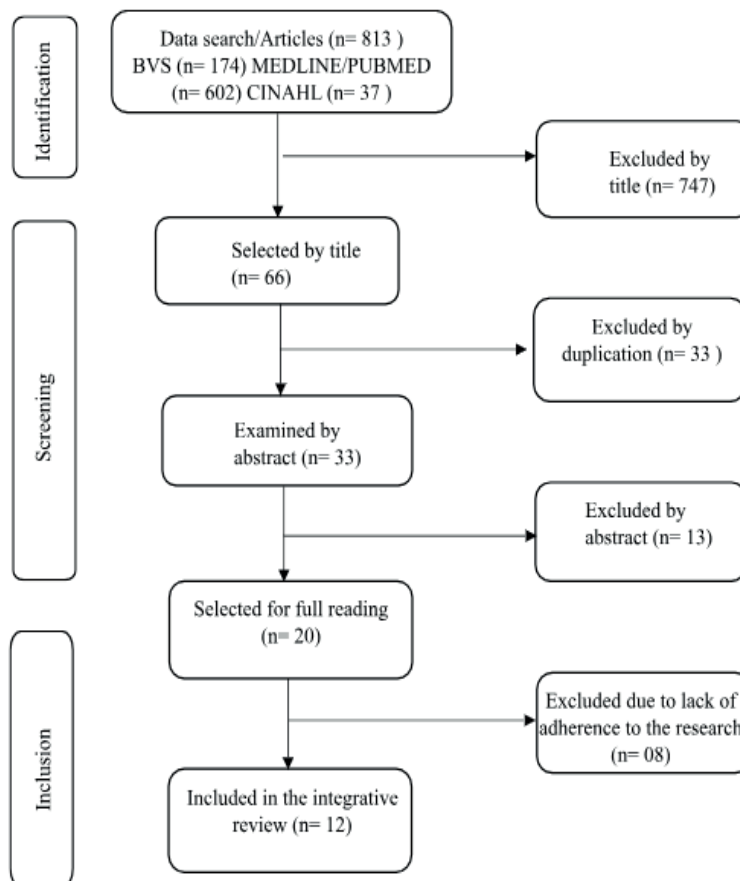 Identification
Data search/Articles (n= 813 )
BVS (n= 174) MEDLINE/PUBMED
(n= 602) CINAHL (n= 37 )
Excluded by
title (n= 747)
Screening
Selected by title
(n= 66)
Excluded by
duplication (n= 33 )
Examined by
abstract (n= 33)
Excluded by
abstract (n= 13)
Selected for full reading
(n= 20)
Inclusion
Excluded due to lack of
adherence to the research
(n= 08)
Included in the integrative
review (n= 12)